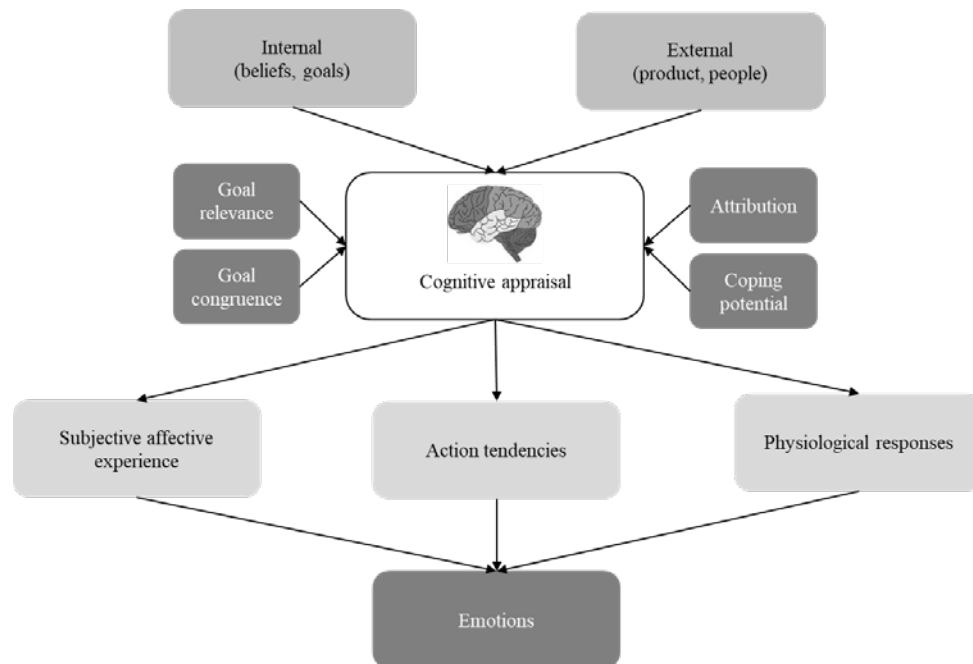 Internal
(beliefs, goals)
External
(product, people)
Goal
relevance
Attribution
Goal
congruence
Coping
potential
Cognitive appraisal
Subjective affective
experience
Action tendencies
Physiological responses
Emotions